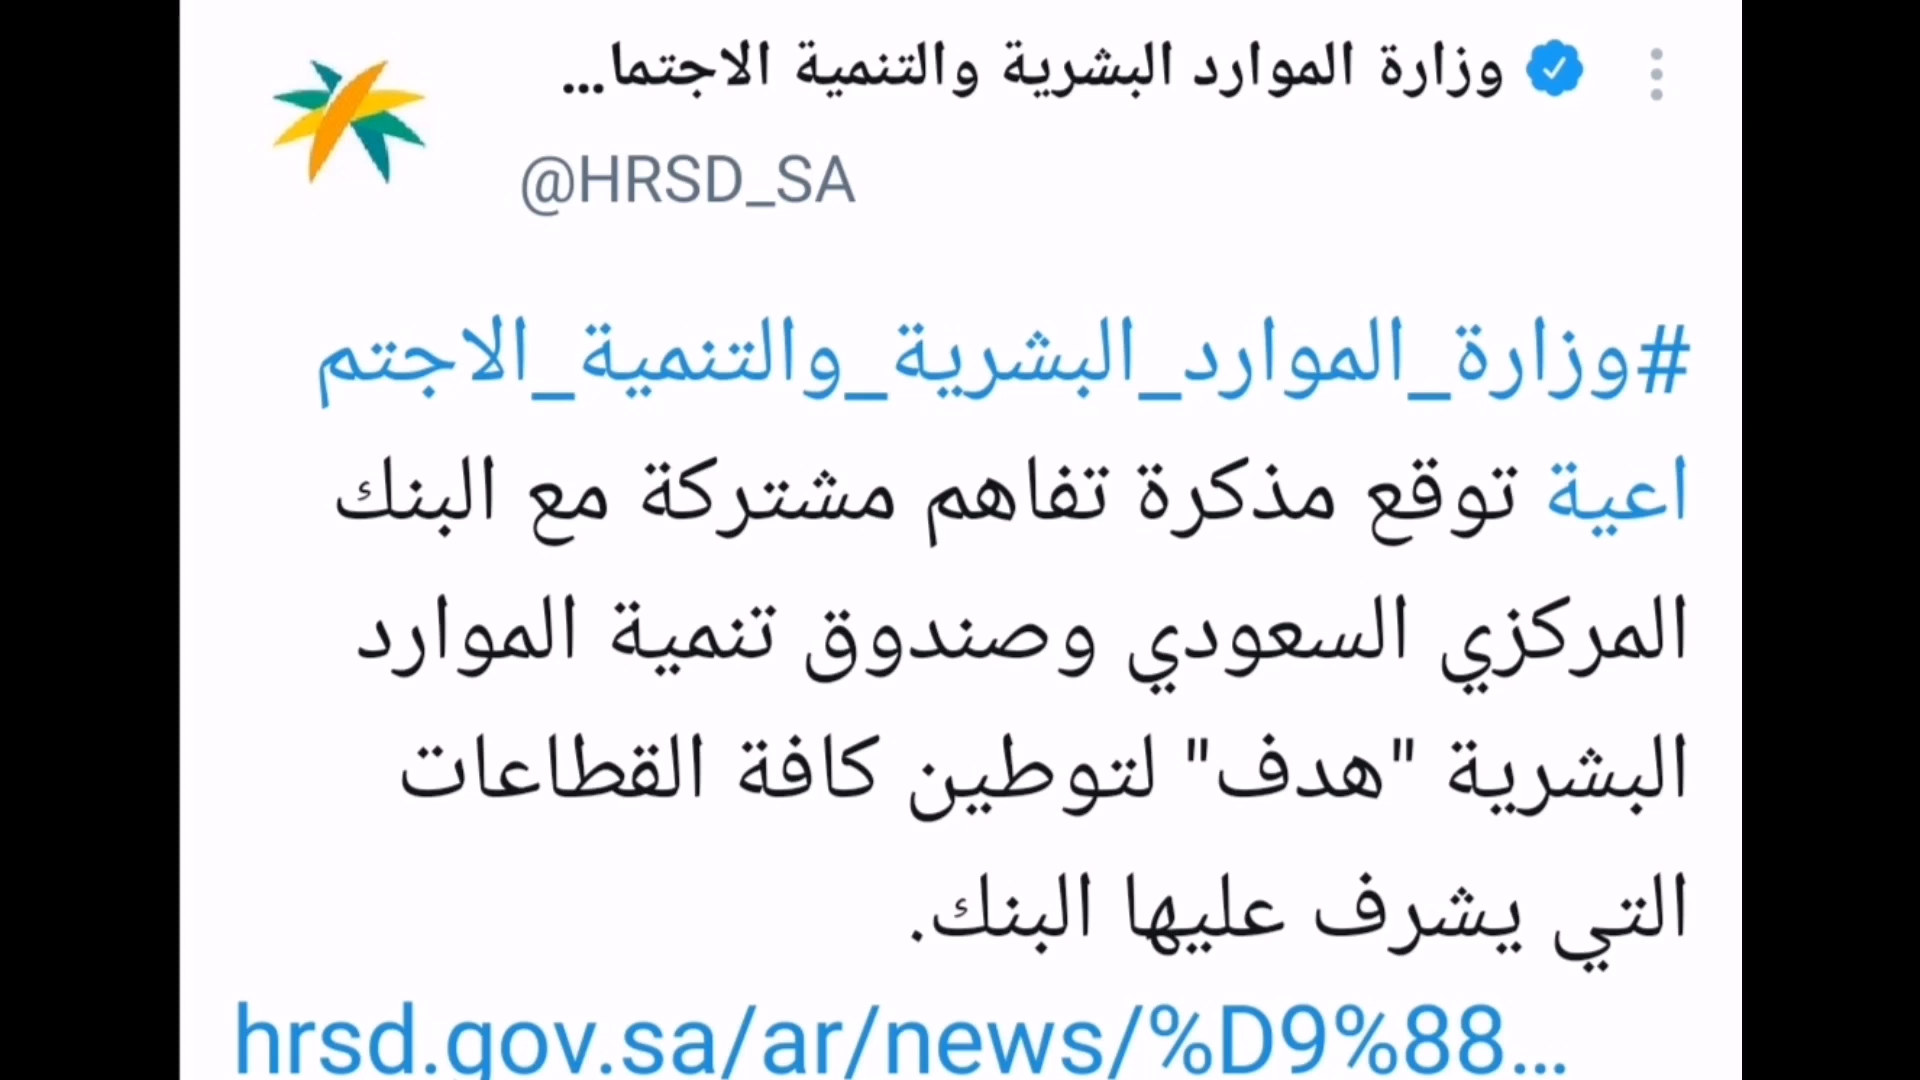 وزارة الموارد البشرية والتنمية الاجتما...
@HRSD_SA
#وزارة_الموارد_البشرية_والتنمية_الاجتم
اعية توقع مذكرة تفاهم مشتركة مع البنك
المركزي السعودي وصندوق تنمية الموارد
البشرية "هدف" لتوطين كافة القطاعات
التي يشرف عليها البنك.
hrsd.gov.sa/ar/news/%D9%88...